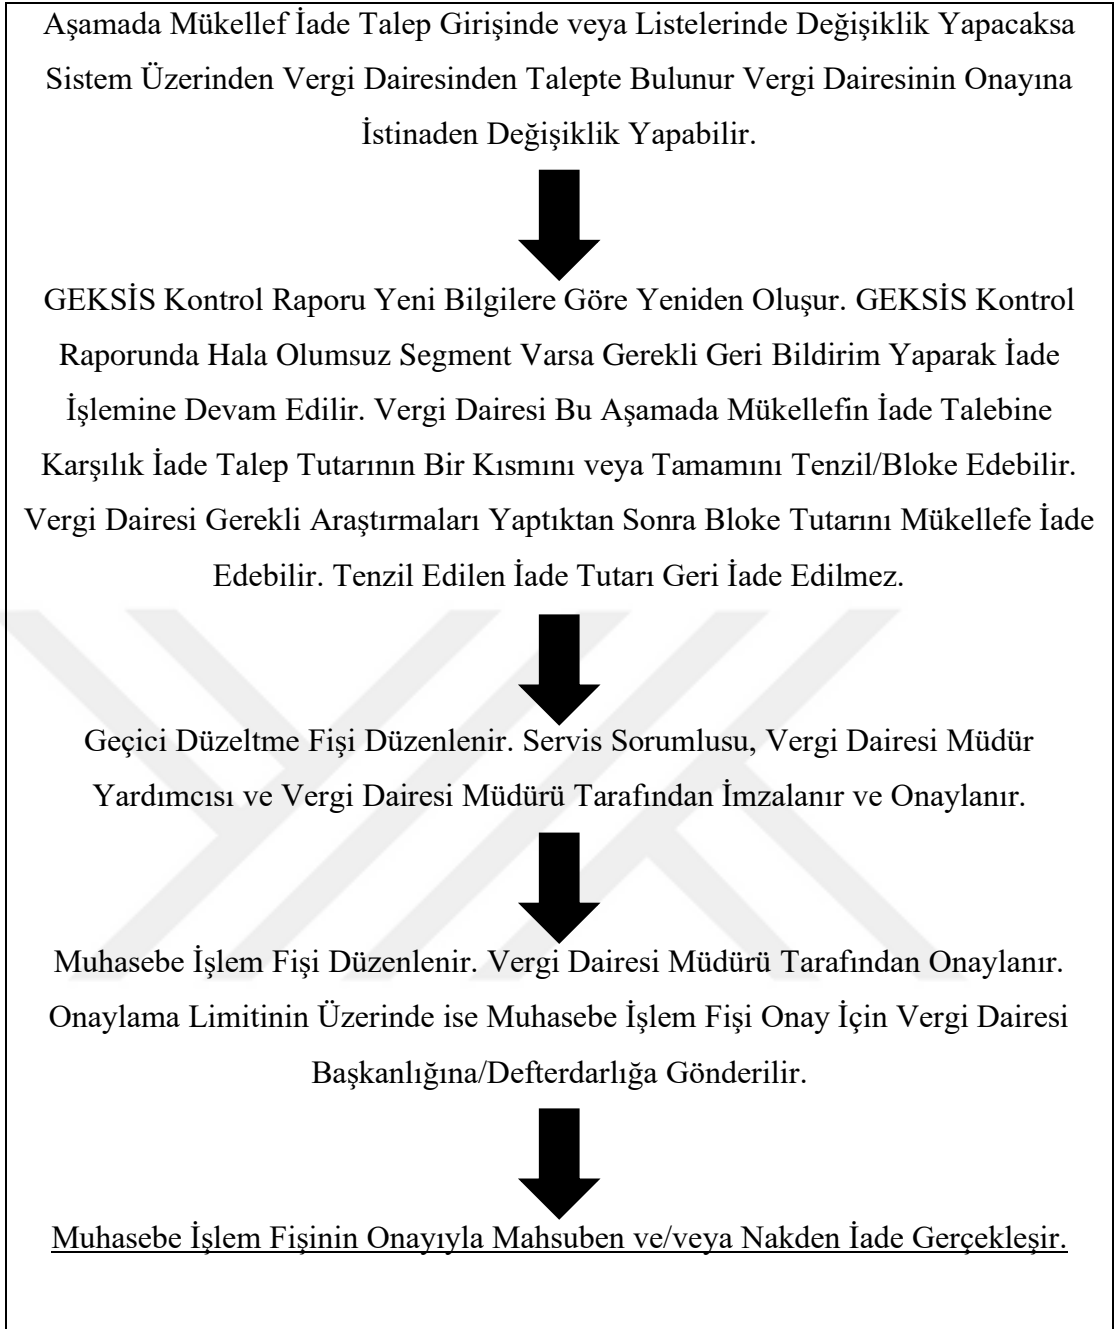 Aşamada Mükellef İade Talep Girişinde veya Listelerinde Değişiklik Yapacaksa
Sistem Üzerinden Vergi Dairesinden Talepte Bulunur Vergi Dairesinin Onayına
İstinaden Değişiklik Yapabilir.
GEKSİS Kontrol Raporu Yeni Bilgilere Göre Yeniden Oluşur. GEKSİS Kontrol
Raporunda Hala Olumsuz Segment Varsa Gerekli Geri Bildirim Yaparak İade
İşlemine Devam Edilir. Vergi Dairesi Bu Aşamada Mükellefin İade Talebine
Karşılık İade Talep Tutarının Bir Kısmını veya Tamamını Tenzil/Bloke Edebilir.
Vergi Dairesi Gerekli Araştırmaları Yaptıktan Sonra Bloke Tutarını Mükellefe İade
Edebilir. Tenzil Edilen İade Tutarı Geri İade Edilmez.
Geçici Düzeltme Fişi Düzenlenir. Servis Sorumlusu, Vergi Dairesi Müdür
Yardımcısı ve Vergi Dairesi Müdürü Tarafından İmzalanır ve Onaylanır.
Muhasebe İşlem Fişi Düzenlenir. Vergi Dairesi Müdürü Tarafından Onaylanır.
Onaylama Limitinin Üzerinde ise Muhasebe İşlem Fişi Onay İçin Vergi Dairesi
Başkanlığına/Defterdarlığa Gönderilir.
Muhasebe İşlem Fişinin Onayıyla Mahsuben ve/veya Nakden İade Gerçekleşir.